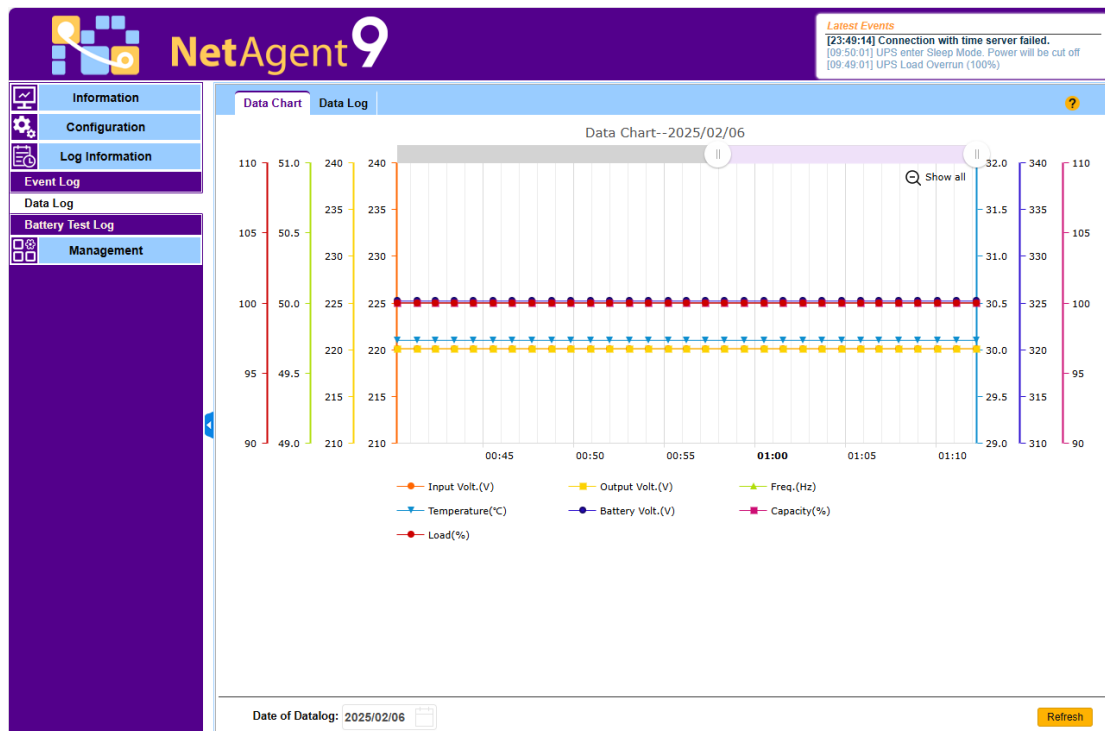 NetAgent 9
Latest Events
[23:49:14] Connection with time server failed.
[09:50:01] UPS enter Sleep Mode. Power will be cut off
[09:49:01] UPS Load Overrun (100%)
Information
Configuration
Log Information
Event Log
Data Log
Battery Test Log
Management
Data Chart Data Log ?
Data Chart--2025/02/06
Show all
110 51.0 240 240 32.0 340 110
235 235 31.5 335
105 50.5 105
230 230 31.0 330
100 50.0 225 225 30.5 325 100
220 220 30.0 320
95 49.5 95
215 215 29.5 315
90 49.0 210 210 29.0 310 90
00:45 00:50 00:55 01:00 01:05 01:10
Input Volt.(V) Output Volt.(V) Freq.(Hz)
Temperature(℃) Battery Volt.(V) Capacity(%)
Load(%)
Date of Datalog: 2025/02/06 Refresh